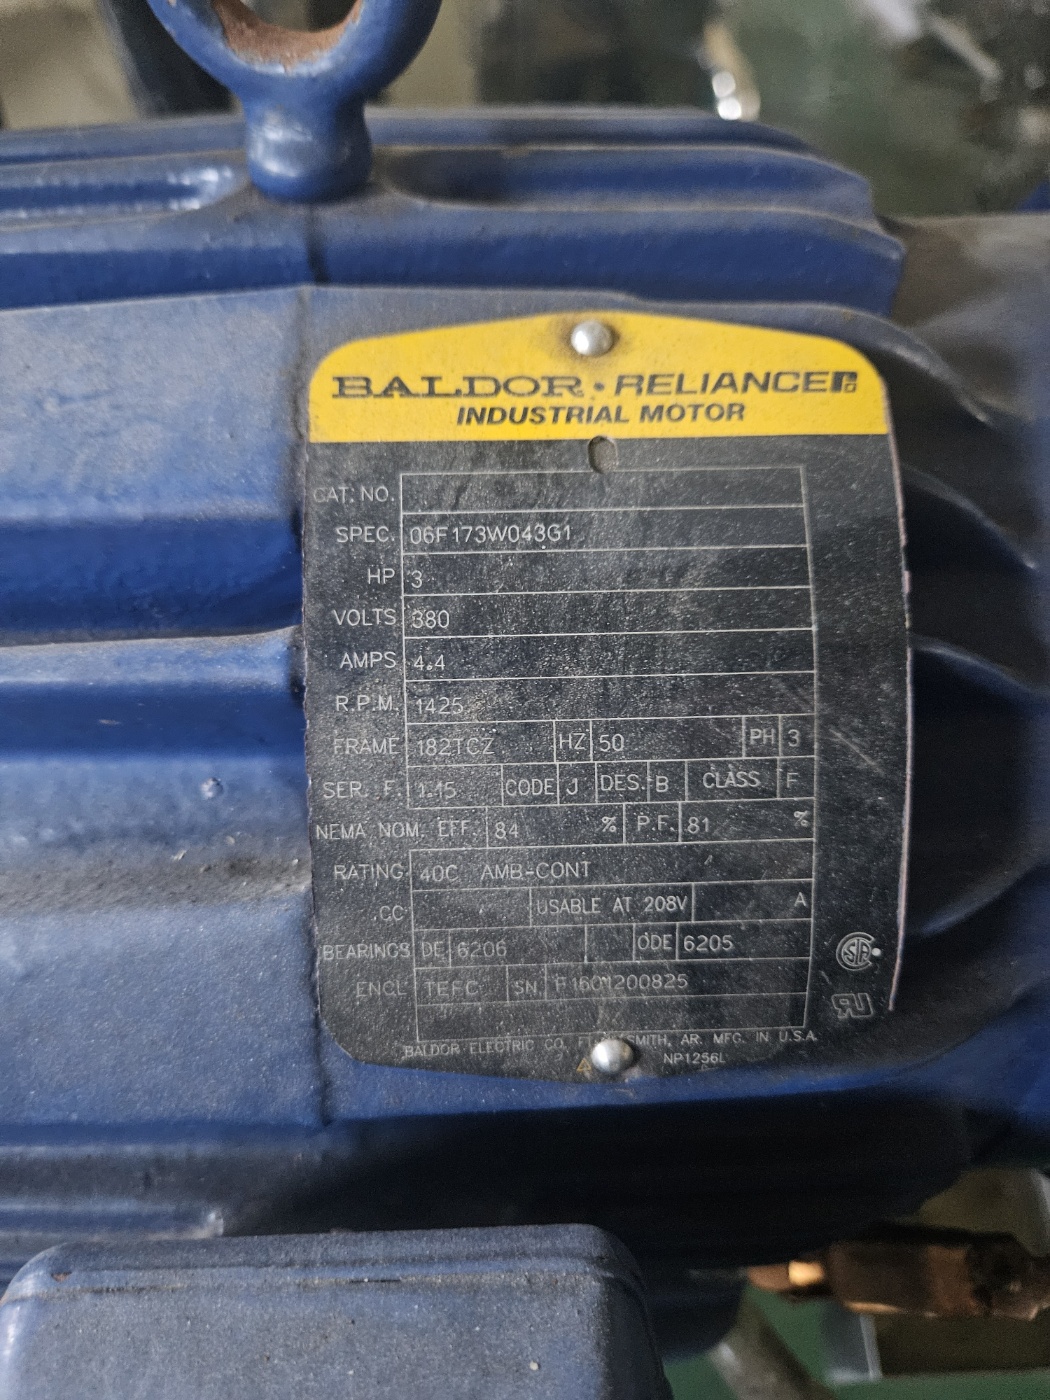 BALDOR • RELIANCE
INDUSTRIAL MOTOR
CAT. NO.
SPEC. 06F173W043G1
HP 3
VOLTS 380
AMPS 4.4
R.P.M. 1425
FRAME 182TCZ HZ 50 PH 3
SER. F. 1.15 CODE J DES. B CLASS F
NEMA NOM. EFF. 84 % P.F. 81 %
RATING 40C AMB-CONT
CC USABLE AT 208V A
BEARINGS DE 6206 ODE 6205
ENCL TEFC SN F1601200825
BALDOR ELECTRIC CO. SMITH, AR. MFG. IN U.S.A.
NP1256L